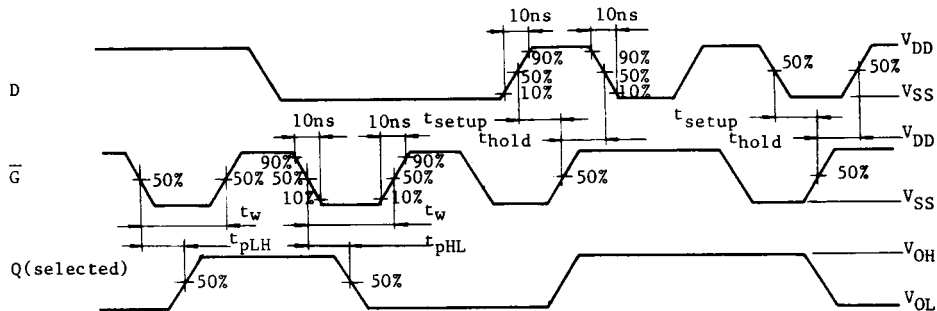 10ns 10ns
90% 90% V_DD
D 50% 50% 50% 50%
10% 10% V_SS
10ns 10ns t_setup t_setup
t_hold t_hold V_DD
90% 90%
G̅ 50% 50% 50% 50% 50% 50%
10% 10%
t_w t_w V_SS
t_pLH t_pHL
V_OH
Q(selected)
50% 50%
V_OL